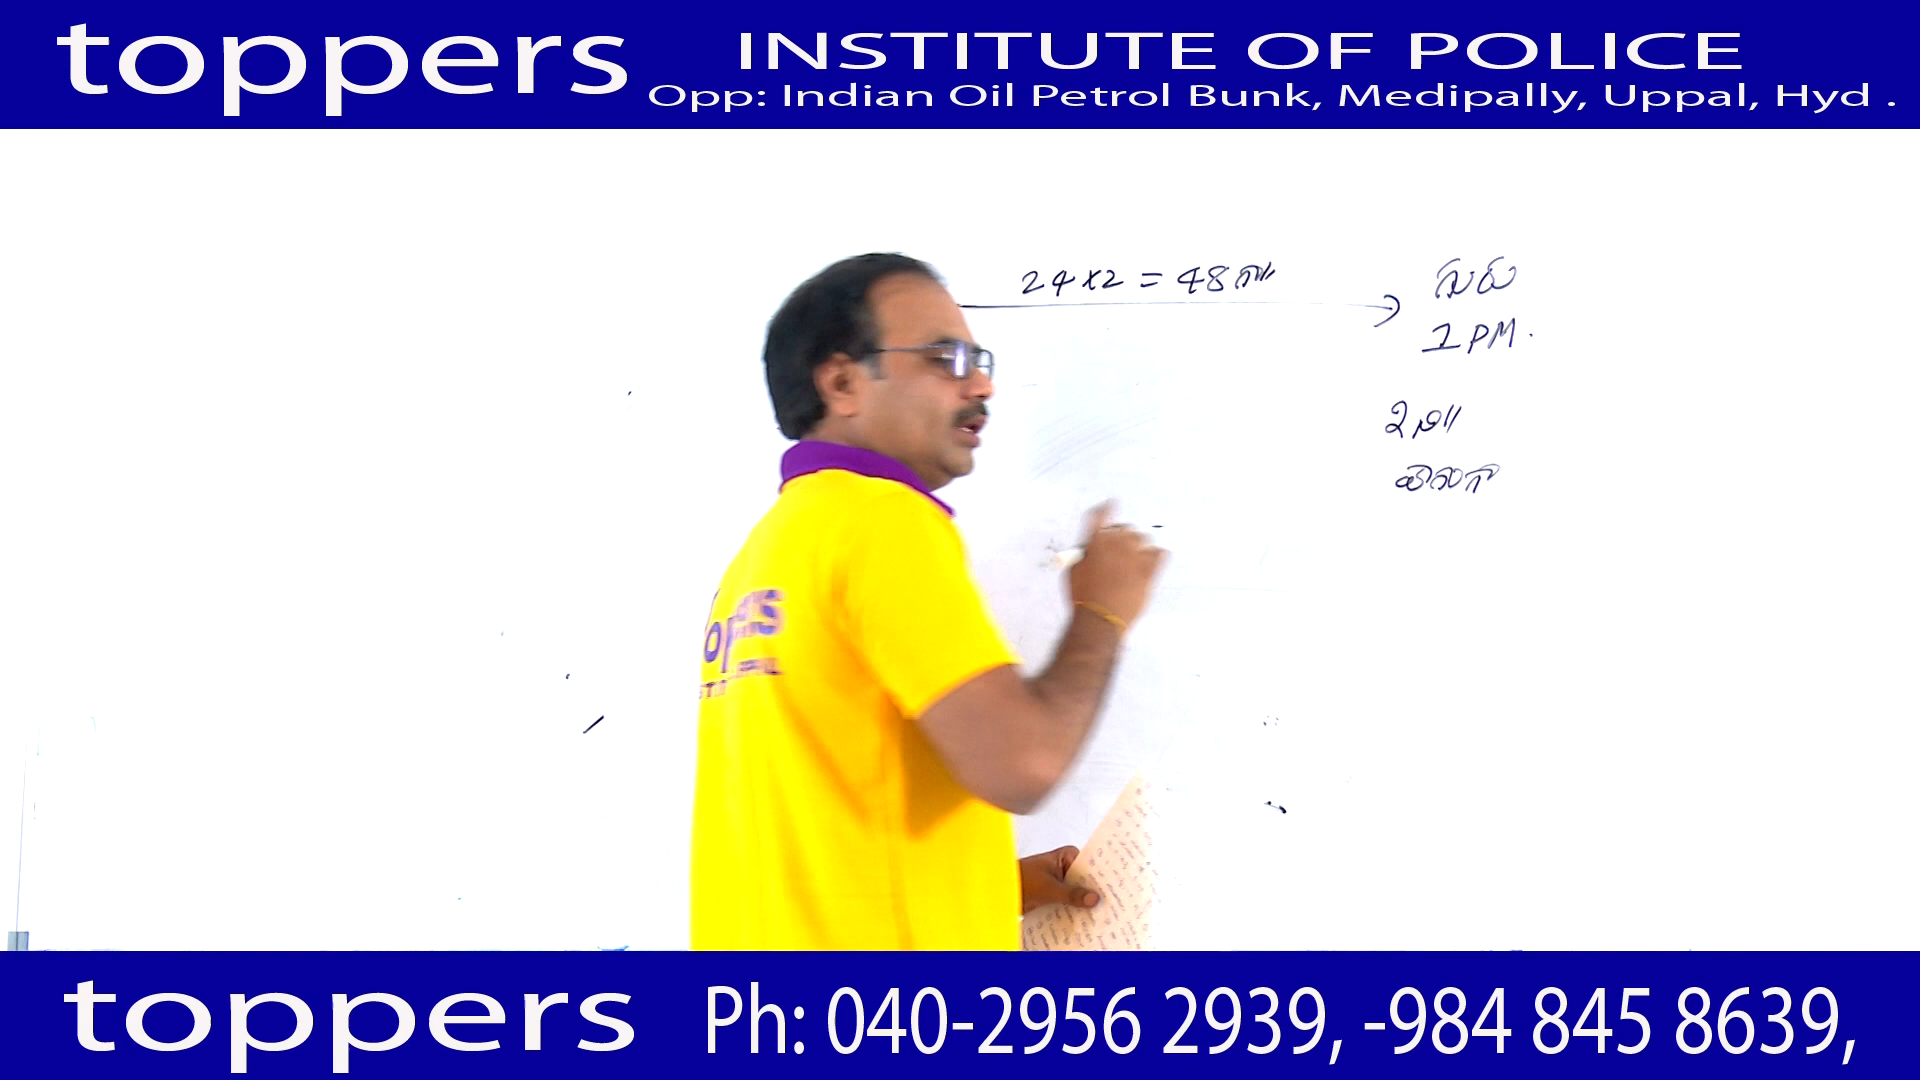 toppers
INSTITUTE OF POLICE
Opp: Indian Oil Petrol Bunk, Medipally, Uppal, Hyd .
24x2 = 48 గం॥
గురు
1 PM.
2 ని॥
toppers Ph: 040-2956 2939, -984 845 8639,